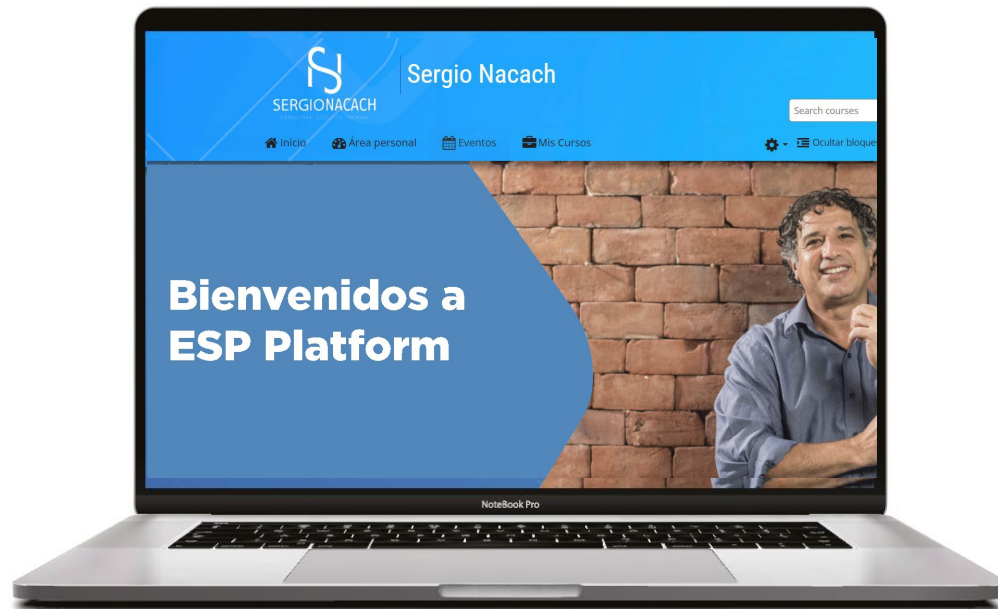 Sergio Nacach
SERGIONACACH
Search courses
Inicio
Área personal
Eventos
Mis Cursos
Ocultar bloques
Bienvenidos a
ESP Platform
NoteBook Pro